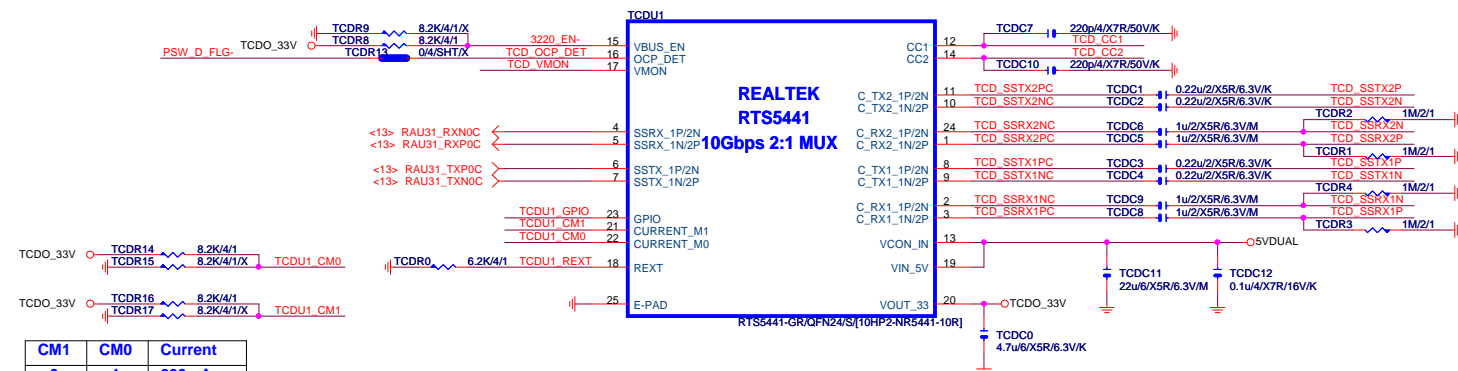 TCDU1
TCDR9 8.2K/4/1/X
TCDO_33V TCDR8 8.2K/4/1 3220_EN- 15 VBUS_EN
PSW_D_FLG- TCDR13 0/4/SHT/X TCD_OCP_DET 16 OCP_DET
TCD_VMON 17 VMON
TCDC7 220p/4/X7R/50V/K
CC1 12 TCD_CC1
CC2 14 TCD_CC2
TCDC10 220p/4/X7R/50V/K
REALTEK
RTS5441
10Gbps 2:1 MUX
C_TX2_1P/2N 11 TCD_SSTX2PC TCDC1 0.22u/2/X5R/6.3V/K TCD_SSTX2P
C_TX2_1N/2P 10 TCD_SSTX2NC TCDC2 0.22u/2/X5R/6.3V/K TCD_SSTX2N
TCDR2 1M/2/1
<13> RAU31_RXN0C 4 SSRX_1P/2N
<13> RAU31_RXP0C 5 SSRX_1N/2P
C_RX2_1P/2N 24 TCD_SSRX2NC TCDC6 1u/2/X5R/6.3V/M TCD_SSRX2N
C_RX2_1N/2P 1 TCD_SSRX2PC TCDC5 1u/2/X5R/6.3V/M TCD_SSRX2P
TCDR1 1M/2/1
<13> RAU31_TXP0C 6 SSTX_1P/2N
<13> RAU31_TXN0C 7 SSTX_1N/2P
C_TX1_1P/2N 8 TCD_SSTX1PC TCDC3 0.22u/2/X5R/6.3V/K TCD_SSTX1P
C_TX1_1N/2P 9 TCD_SSTX1NC TCDC4 0.22u/2/X5R/6.3V/K TCD_SSTX1N
TCDR4 1M/2/1
C_RX1_1P/2N 2 TCD_SSRX1NC TCDC9 1u/2/X5R/6.3V/M TCD_SSRX1N
C_RX1_1N/2P 3 TCD_SSRX1PC TCDC8 1u/2/X5R/6.3V/M TCD_SSRX1P
TCDR3 1M/2/1
TCDU1_GPIO 23 GPIO
TCDU1_CM1 21 CURRENT_M1
TCDU1_CM0 22 CURRENT_M0
VCON_IN 13 5VDUAL
TCDO_33V TCDR14 8.2K/4/1
TCDR15 8.2K/4/1/X TCDU1_CM0
TCDR0 6.2K/4/1 TCDU1_REXT 18 REXT
VIN_5V 19
TCDC11
22u/6/X5R/6.3V/M
TCDC12
0.1u/4/X7R/16V/K
TCDO_33V TCDR16 8.2K/4/1
TCDR17 8.2K/4/1/X TCDU1_CM1
25 E-PAD
VOUT_33 20 TCDO_33V
RTS5441-GR/QFN24/S/[10HP2-NR5441-10R]
TCDC0
4.7u/6/X5R/6.3V/K
CM1 CM0 Current